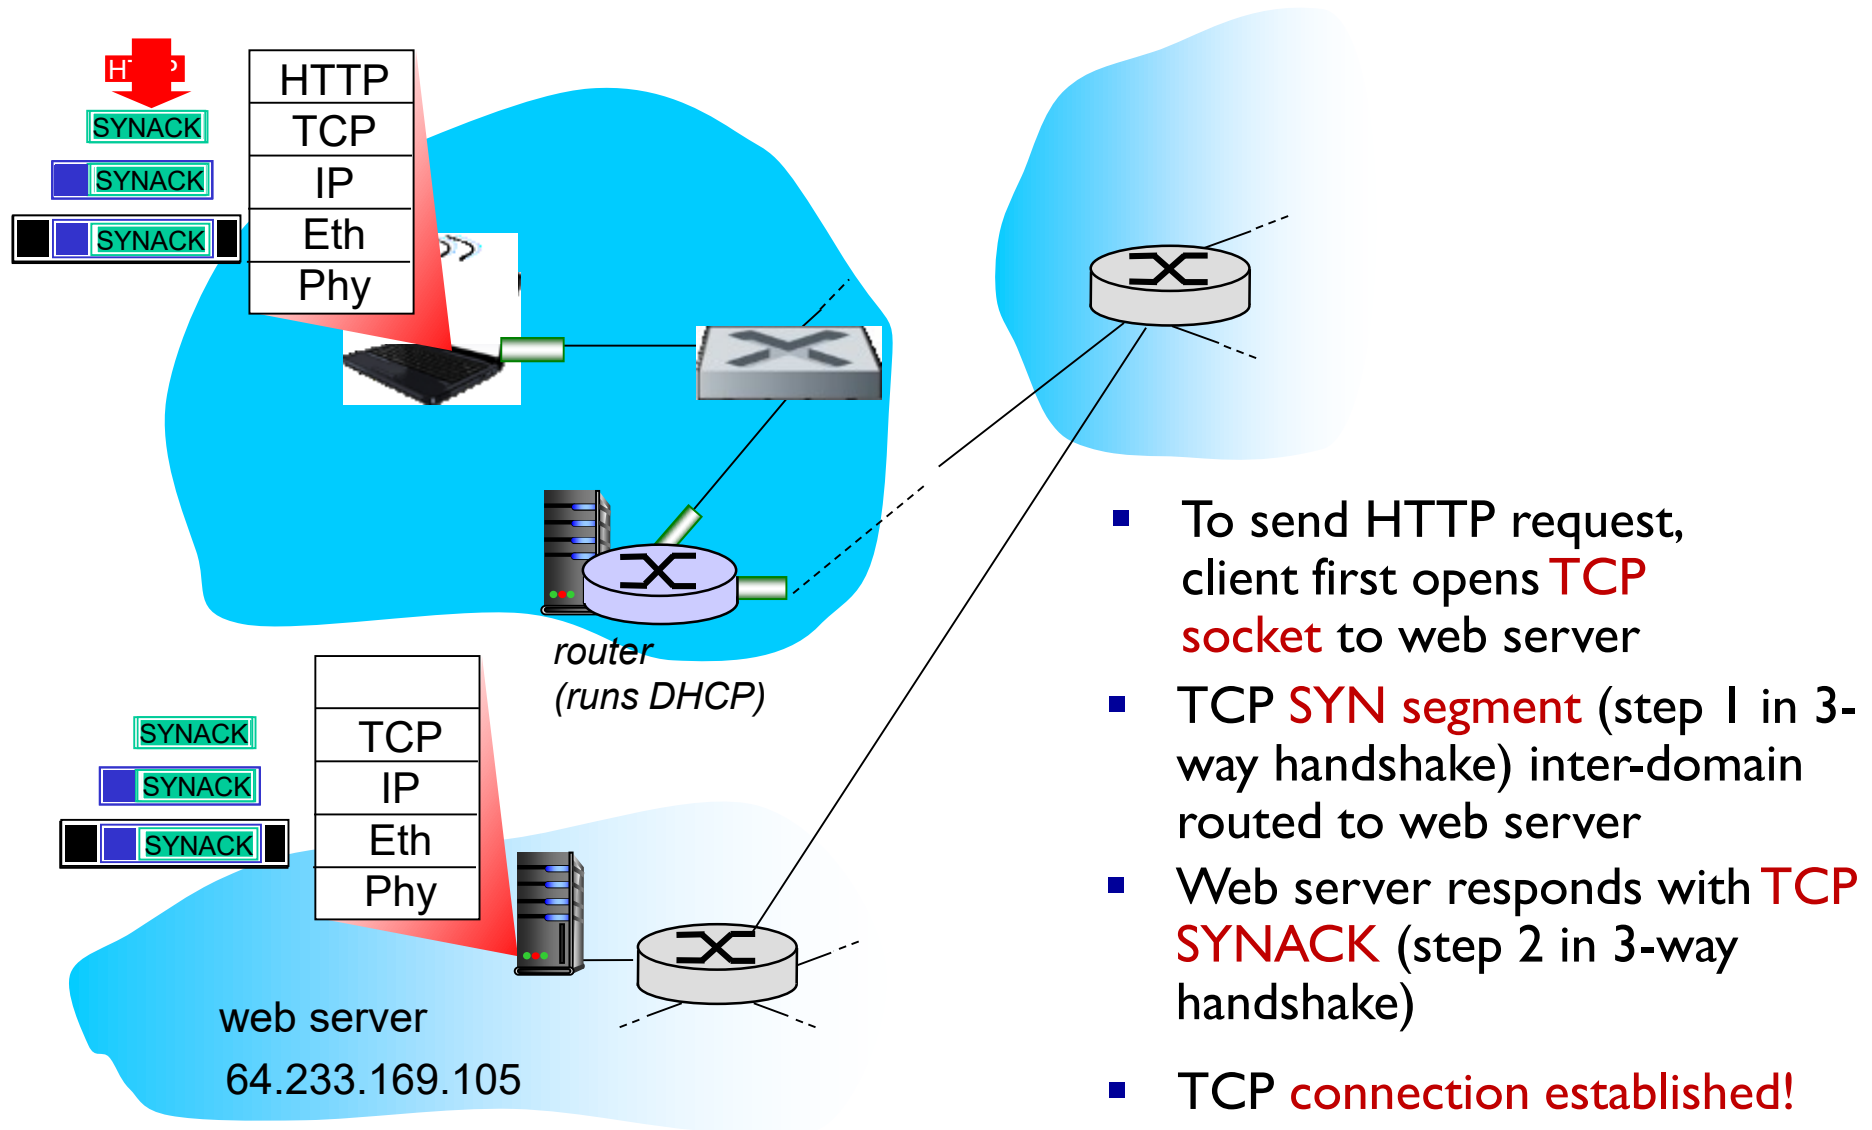 HTTP
SYNACK
SYNACK
SYNACK
HTTP
TCP
IP
Eth
Phy
router
(runs DHCP)
SYNACK
SYNACK
SYNACK
TCP
IP
Eth
Phy
web server
64.233.169.105
To send HTTP request,
client first opens TCP
socket to web server
TCP SYN segment (step 1 in 3-
way handshake) inter-domain
routed to web server
Web server responds with TCP
SYNACK (step 2 in 3-way
handshake)
TCP connection established!